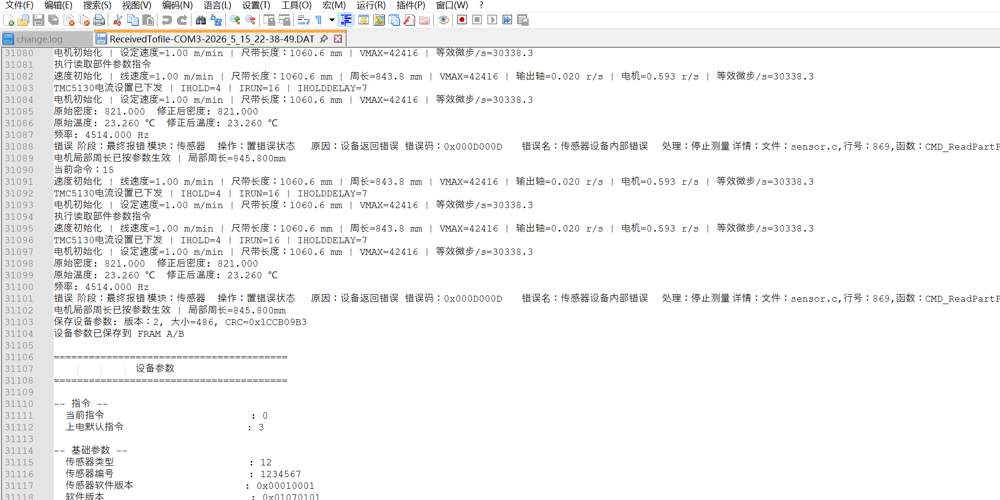 文件(F) 编辑(E) 搜索(S) 视图(V) 编码(N) 语言(L) 设置(T) 工具(O) 宏(M) 运行(R) 插件(P) 窗口(W) ?
change.log ReceivedTofile-COM3-2026_5_15_22-38-49.DAT
31080 电机初始化 | 设定速度=1.00 m/min | 尺带长度：1060.6 mm | VMAX=42416 | 等效微步/s=30338.3
31081 执行读取部件参数指令
31082 速度初始化 | 线速度=1.00 m/min | 尺带长度：1060.6 mm | 周长=843.8 mm | VMAX=42416 | 输出轴=0.020 r/s | 电机=0.593 r/s | 等效微步/s=30338.3
31083 TMC5130电流设置已下发 | IHOLD=4 | IRUN=16 | IHOLDDELAY=7
31084 电机初始化 | 设定速度=1.00 m/min | 尺带长度：1060.6 mm | VMAX=42416 | 等效微步/s=30338.3
31085 原始密度: 821.000 修正后密度: 821.000
31086 原始温度: 23.260 ℃ 修正后温度: 23.260 ℃
31087 频率: 4514.000 Hz
31088 错误 阶段：最终报错 模块：传感器 操作：置错误状态 原因：设备返回错误 错误码：0x000D000D 错误名：传感器设备内部错误 处理：停止测量 详情：文件：sensor.c,行号：869,函数：CMD_ReadPartP
31089 电机局部周长已按参数生效 | 局部周长=845.800mm
31090 当前命令：15
31091 速度初始化 | 线速度=1.00 m/min | 尺带长度：1060.6 mm | 周长=843.8 mm | VMAX=42416 | 输出轴=0.020 r/s | 电机=0.593 r/s | 等效微步/s=30338.3
31092 TMC5130电流设置已下发 | IHOLD=4 | IRUN=16 | IHOLDDELAY=7
31093 电机初始化 | 设定速度=1.00 m/min | 尺带长度：1060.6 mm | VMAX=42416 | 等效微步/s=30338.3
31094 执行读取部件参数指令
31095 速度初始化 | 线速度=1.00 m/min | 尺带长度：1060.6 mm | 周长=843.8 mm | VMAX=42416 | 输出轴=0.020 r/s | 电机=0.593 r/s | 等效微步/s=30338.3
31096 TMC5130电流设置已下发 | IHOLD=4 | IRUN=16 | IHOLDDELAY=7
31097 电机初始化 | 设定速度=1.00 m/min | 尺带长度：1060.6 mm | VMAX=42416 | 等效微步/s=30338.3
31098 原始密度: 821.000 修正后密度: 821.000
31099 原始温度: 23.260 ℃ 修正后温度: 23.260 ℃
31100 频率: 4514.000 Hz
31101 错误 阶段：最终报错 模块：传感器 操作：置错误状态 原因：设备返回错误 错误码：0x000D000D 错误名：传感器设备内部错误 处理：停止测量 详情：文件：sensor.c,行号：869,函数：CMD_ReadPartP
31102 电机局部周长已按参数生效 | 局部周长=845.800mm
31103 保存设备参数: 版本：2, 大小=486, CRC=0x1CCB09B3
31104 设备参数已保存到 FRAM A/B
31105
31106 ========================================
31107 设备参数
31108 ========================================
31109
31110 -- 指令 --
31111 当前指令 : 0
31112 上电默认指令 : 3
31113
31114 -- 基础参数 --
31115 传感器类型 : 12
31116 传感器编号 : 1234567
31117 传感器软件版本 : 0x00010001
31118 软件版本 : 0x01070101